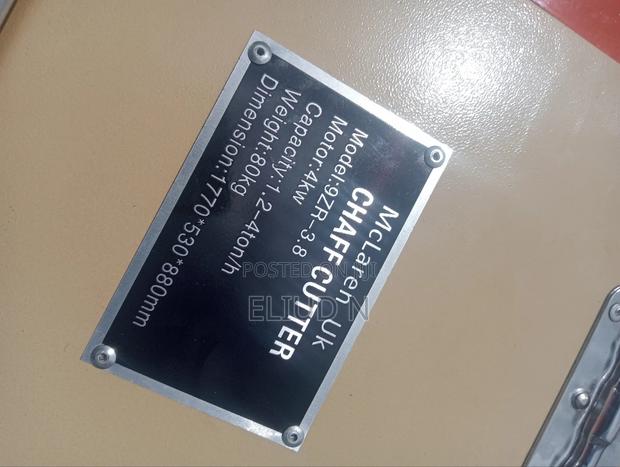 McLaren Uk
CHAFF CUTTER
Model:9ZR-3.8
Motor:4kw
Capacity:1.2-4ton/h
Weight:80kg
Dimension:1770*530*880mm
POSTED ON JIJI
ELIUD N